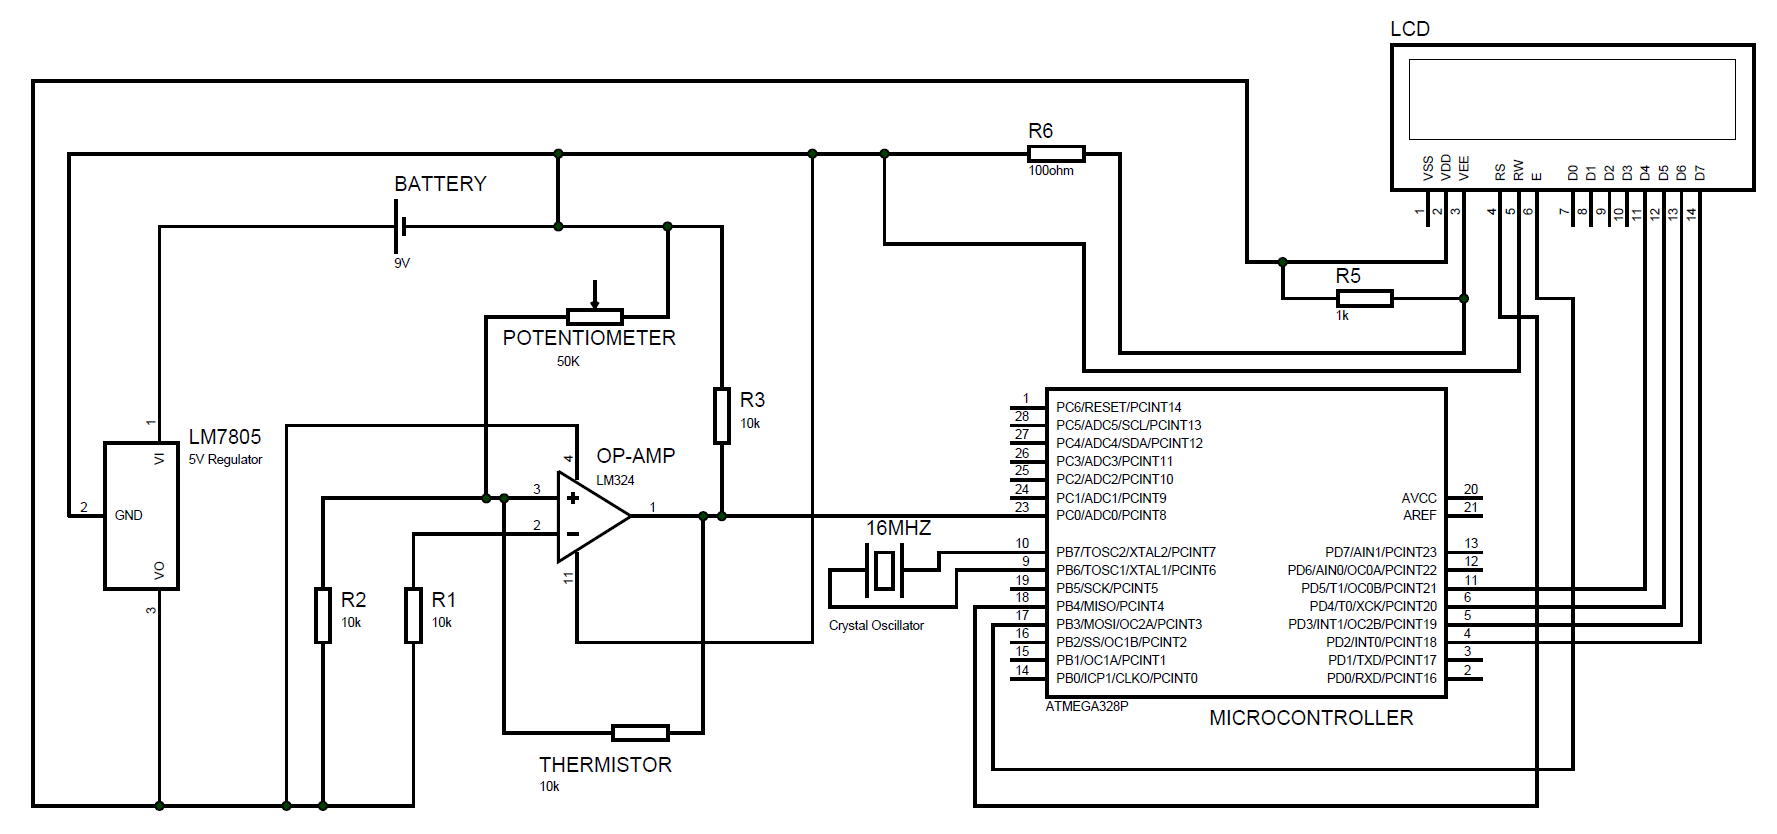 LCD
VSS
VDD
VEE
RS
RW
E
D0
D1
D2
D3
D4
D5
D6
D7
1
2
3
4
5
6
7
8
9
10
11
12
13
14
R6
100ohm
BATTERY
9V
R5
1k
POTENTIOMETER
50K
R3
10k
LM7805
5V Regulator
1
VI
2
GND
VO
3
OP-AMP
LM324
4
3
+
2
−
1
11
R2
10k
R1
10k
THERMISTOR
10k
16MHZ
Crystal Oscillator
1 PC6/RESET/PCINT14
28 PC5/ADC5/SCL/PCINT13
27 PC4/ADC4/SDA/PCINT12
26 PC3/ADC3/PCINT11
25 PC2/ADC2/PCINT10
24 PC1/ADC1/PCINT9
23 PC0/ADC0/PCINT8
10 PB7/TOSC2/XTAL2/PCINT7
9 PB6/TOSC1/XTAL1/PCINT6
19 PB5/SCK/PCINT5
18 PB4/MISO/PCINT4
17 PB3/MOSI/OC2A/PCINT3
16 PB2/SS/OC1B/PCINT2
15 PB1/OC1A/PCINT1
14 PB0/ICP1/CLKO/PCINT0
AVCC 20
AREF 21
PD7/AIN1/PCINT23 13
PD6/AIN0/OC0A/PCINT22 12
PD5/T1/OC0B/PCINT21 11
PD4/T0/XCK/PCINT20 6
PD3/INT1/OC2B/PCINT19 5
PD2/INT0/PCINT18 4
PD1/TXD/PCINT17 3
PD0/RXD/PCINT16 2
ATMEGA328P
MICROCONTROLLER